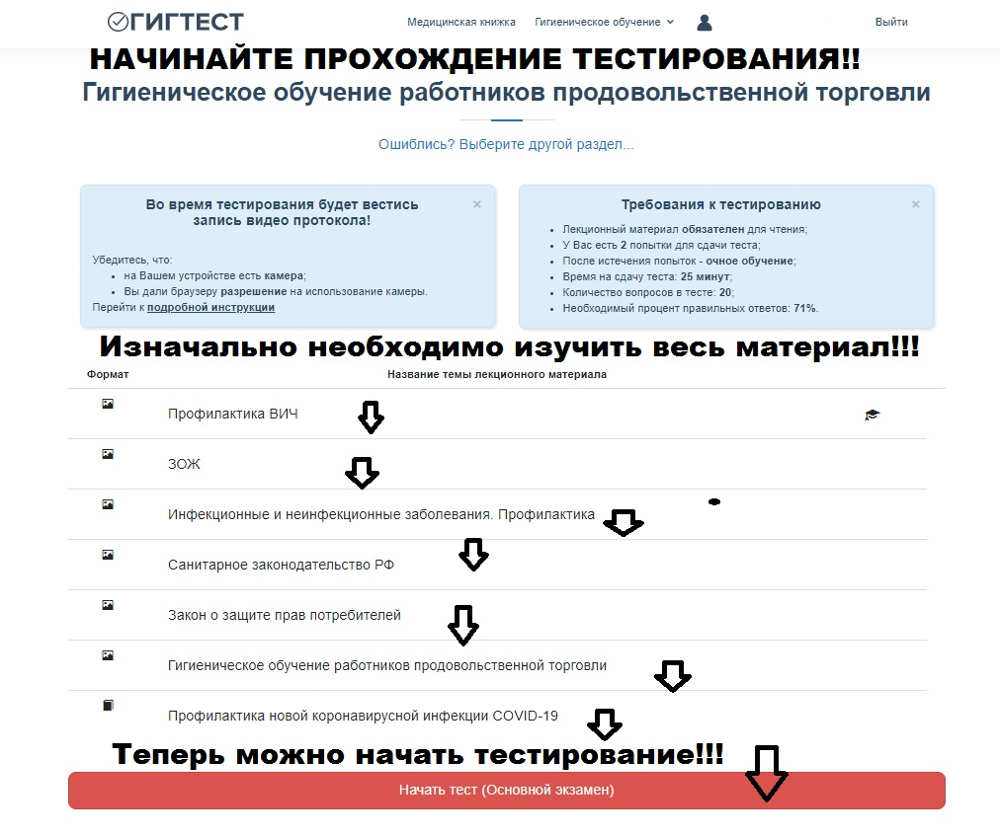 ГИГТЕСТ
Медицинская книжка Гигиеническое обучение Выйти
НАЧИНАЙТЕ ПРОХОЖДЕНИЕ ТЕСТИРОВАНИЯ!!
Гигиеническое обучение работников продовольственной торговли
Ошиблись? Выберите другой раздел...
Во время тестирования будет вестись
запись видео протокола!
×
Убедитесь, что:
• на Вашем устройстве есть камера;
• Вы дали браузеру разрешение на использование камеры.
Перейти к подробной инструкции
Требования к тестированию
×
• Лекционный материал обязателен для чтения;
• У Вас есть 2 попытки для сдачи теста;
• После истечения попыток - очное обучение;
• Время на сдачу теста: 25 минут;
• Количество вопросов в тесте: 20;
• Необходимый процент правильных ответов: 71%.
Изначально необходимо изучить весь материал!!!
Формат Название темы лекционного материала
Профилактика ВИЧ
ЗОЖ
Инфекционные и неинфекционные заболевания. Профилактика
Санитарное законодательство РФ
Закон о защите прав потребителей
Гигиеническое обучение работников продовольственной торговли
Профилактика новой коронавирусной инфекции COVID-19
Теперь можно начать тестирование!!!
Начать тест (Основной экзамен)